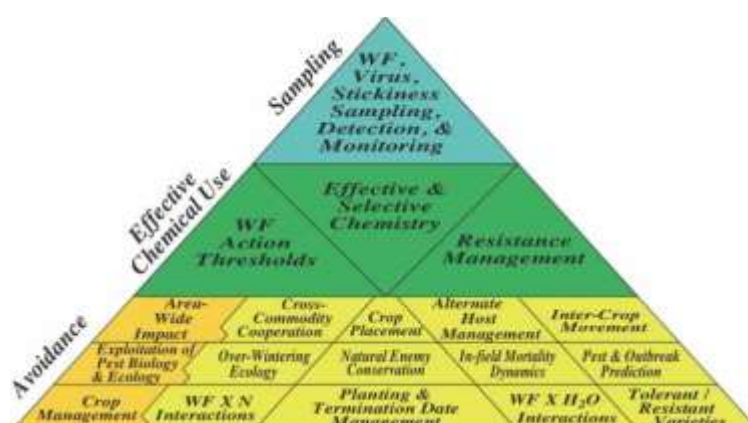 Sampling
WF,
Virus,
Stickiness
Sampling,
Detection, &
Monitoring
Effective
Chemical Use
WF
Action
Thresholds
Effective &
Selective
Chemistry
Resistance
Management
Avoidance
Area-
Wide
Impact
Cross-
Commodity
Cooperation
Crop
Placement
Alternate
Host
Management
Inter-Crop
Movement
Exploitation of
Pest Biology
& Ecology
Over-Wintering
Ecology
Natural Enemy
Conservation
In-field Mortality
Dynamics
Pest & Outbreak
Prediction
Crop
Management
WF X N
Interactions
Planting &
Termination Date
Management
WF X H₂O
Interactions
Tolerant /
Resistant
Varieties